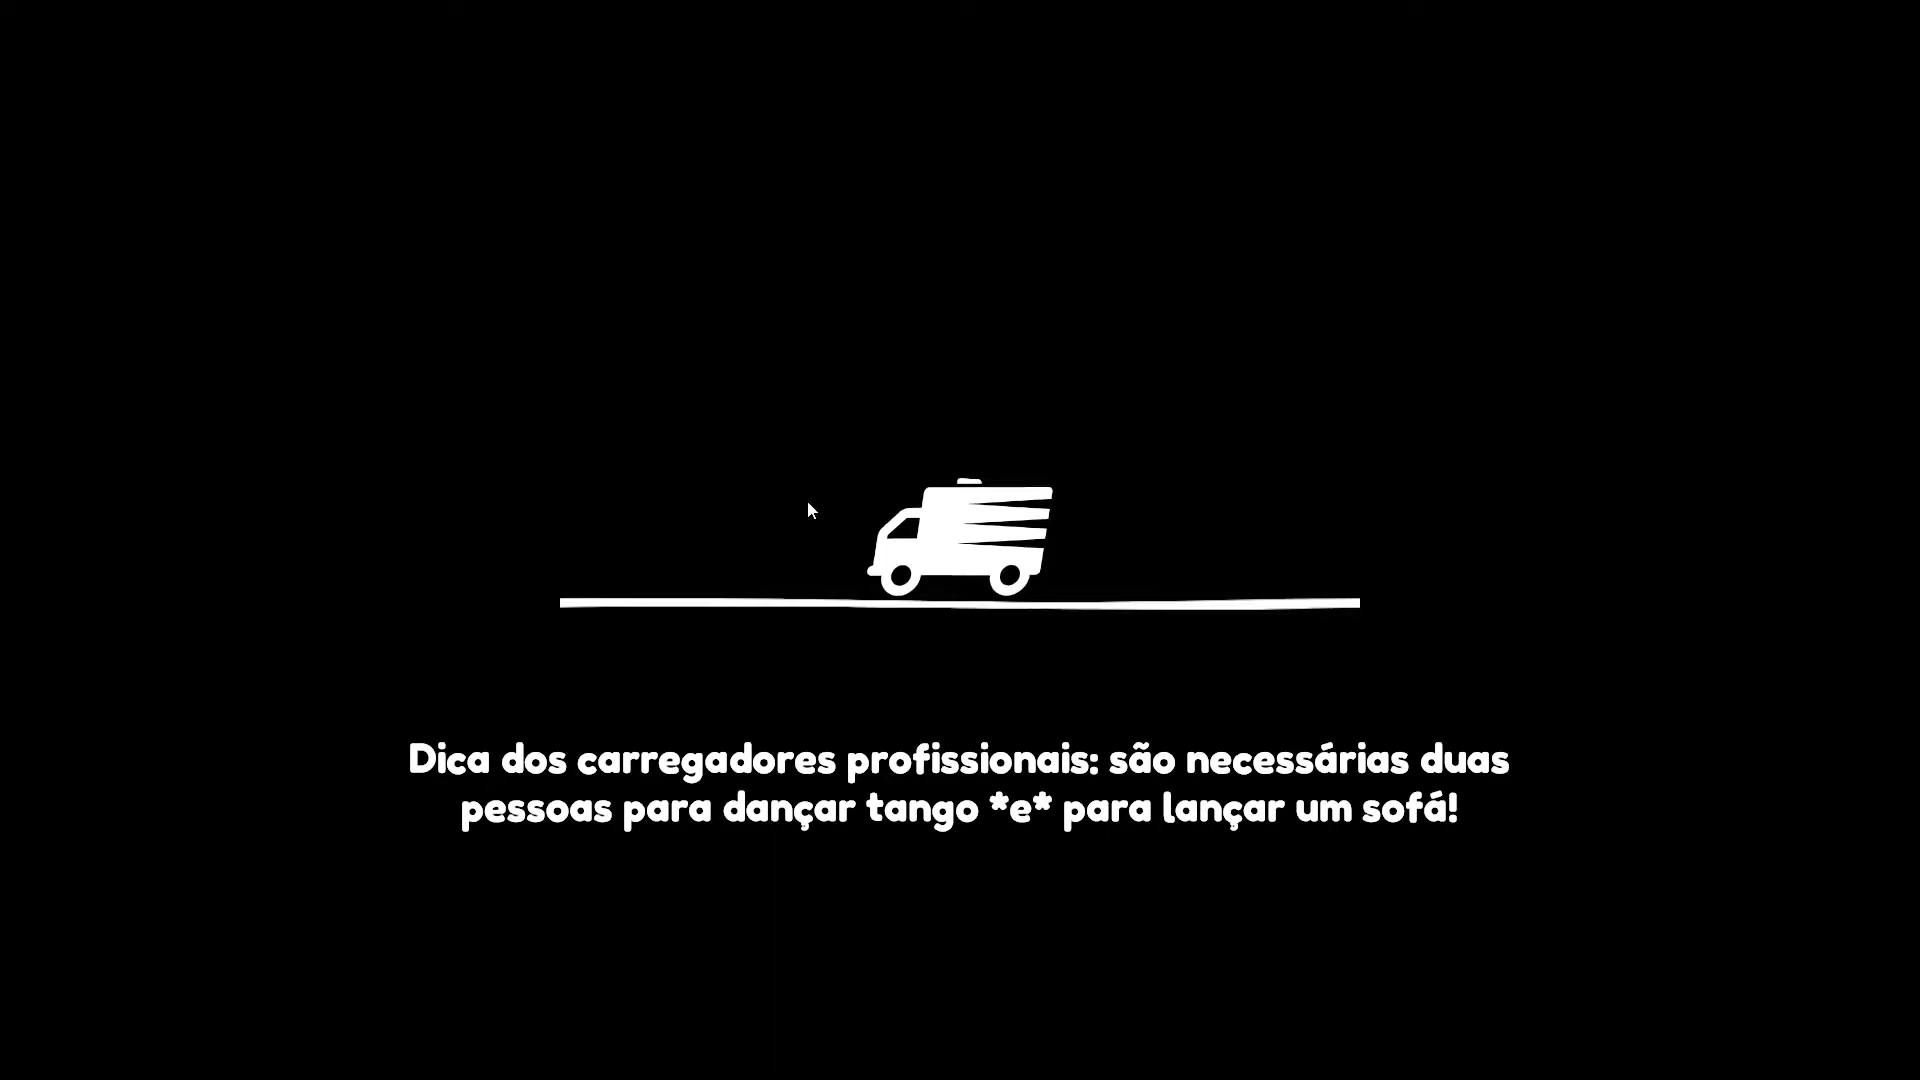 Dica dos carregadores profissionais: são necessárias duas
pessoas para dançar tango *e* para lançar um sofá!